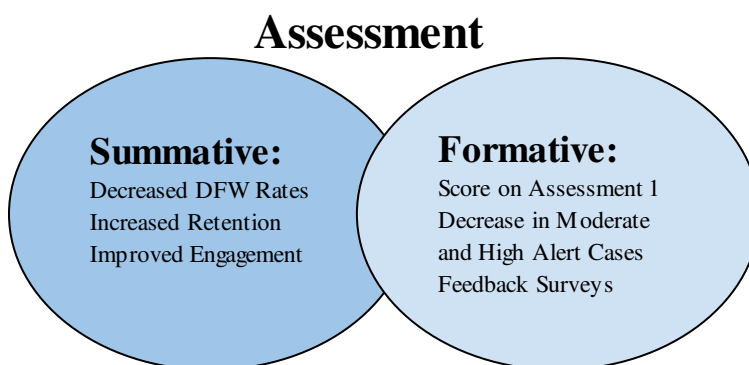 Assessment
Summative:
Decreased DFW Rates
Increased Retention
Improved Engagement
Formative:
Score on Assessment 1
Decrease in Moderate
and High Alert Cases
Feedback Surveys